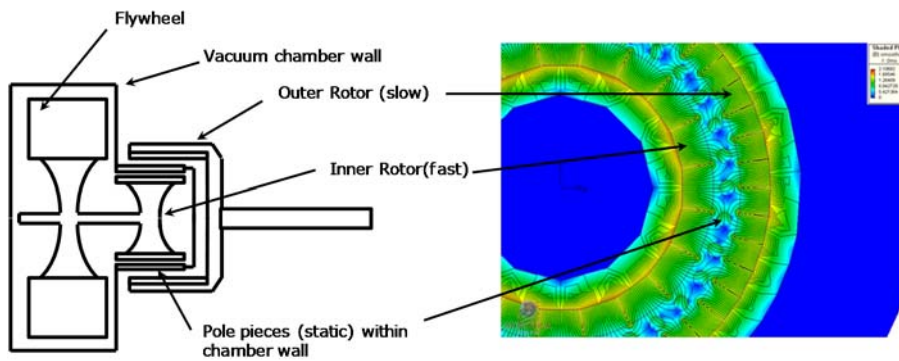 Flywheel
Vacuum chamber wall
Outer Rotor (slow)
Inner Rotor(fast)
Pole pieces (static) within
chamber wall